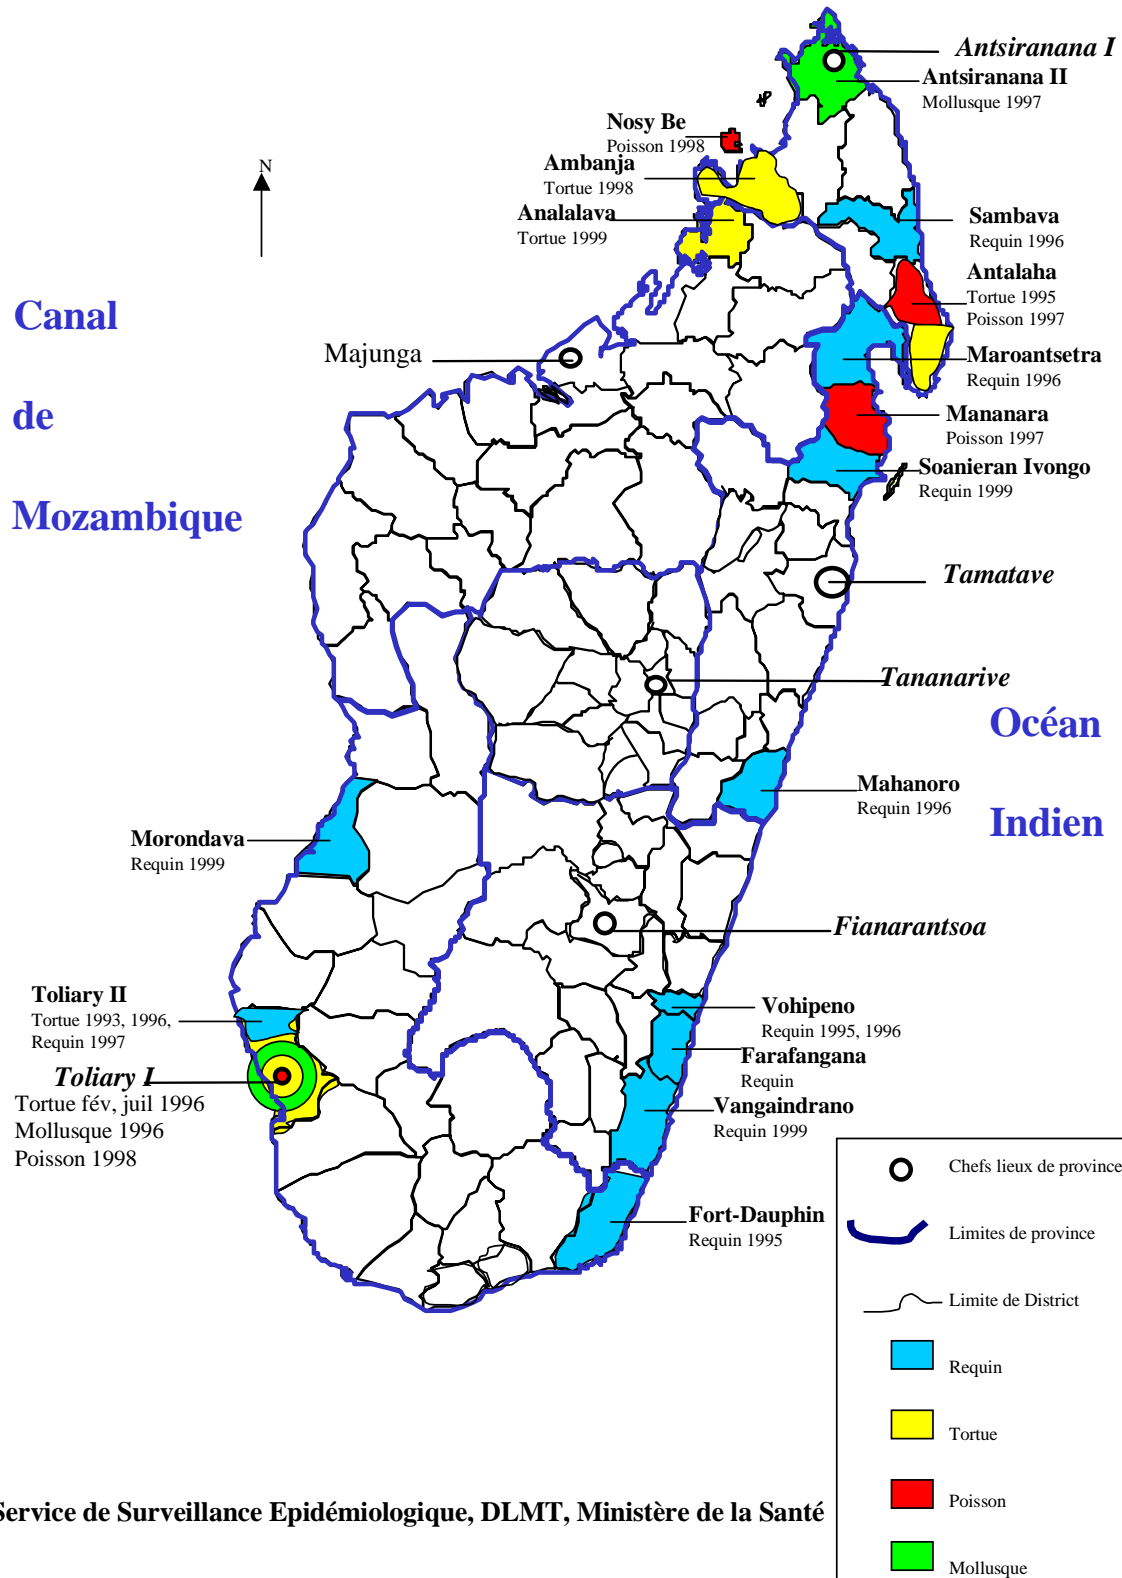 Antsiranana I
Antsiranana II
Mollusque 1997
Nosy Be
Poisson 1998
Ambanja
Tortue 1998
Analalava
Tortue 1999
N
Sambava
Requin 1996
Antalaha
Tortue 1995
Poisson 1997
Canal
de
Mozambique
Majunga
Maroantsetra
Requin 1996
Mananara
Poisson 1997
Soanieran Ivongo
Requin 1999
Tamatave
Tananarive
Océan
Indien
Mahanoro
Requin 1996
Morondava
Requin 1999
Fianarantsoa
Toliary II
Tortue 1993, 1996,
Requin 1997
Toliary I
Tortue fév, juil 1996
Mollusque 1996
Poisson 1998
Vohipeno
Requin 1995, 1996
Farafangana
Requin
Vangaindrano
Requin 1999
Fort-Dauphin
Requin 1995
Chefs lieux de province
Limites de province
Limite de District
Requin
Tortue
Poisson
Mollusque
Service de Surveillance Epidémiologique, DLMT, Ministère de la Santé